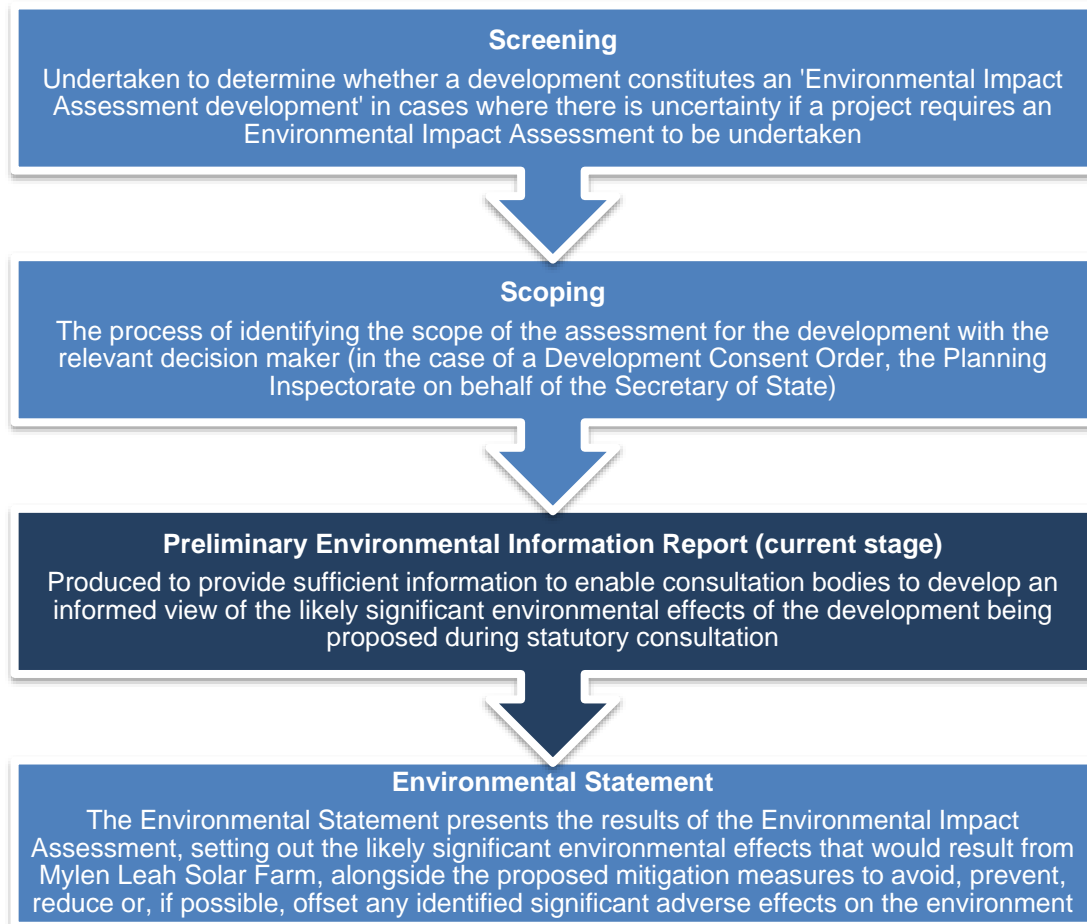 Screening
Undertaken to determine whether a development constitutes an 'Environmental Impact
Assessment development' in cases where there is uncertainty if a project requires an
Environmental Impact Assessment to be undertaken
Scoping
The process of identifying the scope of the assessment for the development with the
relevant decision maker (in the case of a Development Consent Order, the Planning
Inspectorate on behalf of the Secretary of State)
Preliminary Environmental Information Report (current stage)
Produced to provide sufficient information to enable consultation bodies to develop an
informed view of the likely significant environmental effects of the development being
proposed during statutory consultation
Environmental Statement
The Environmental Statement presents the results of the Environmental Impact
Assessment, setting out the likely significant environmental effects that would result from
Mylen Leah Solar Farm, alongside the proposed mitigation measures to avoid, prevent,
reduce or, if possible, offset any identified significant adverse effects on the environment